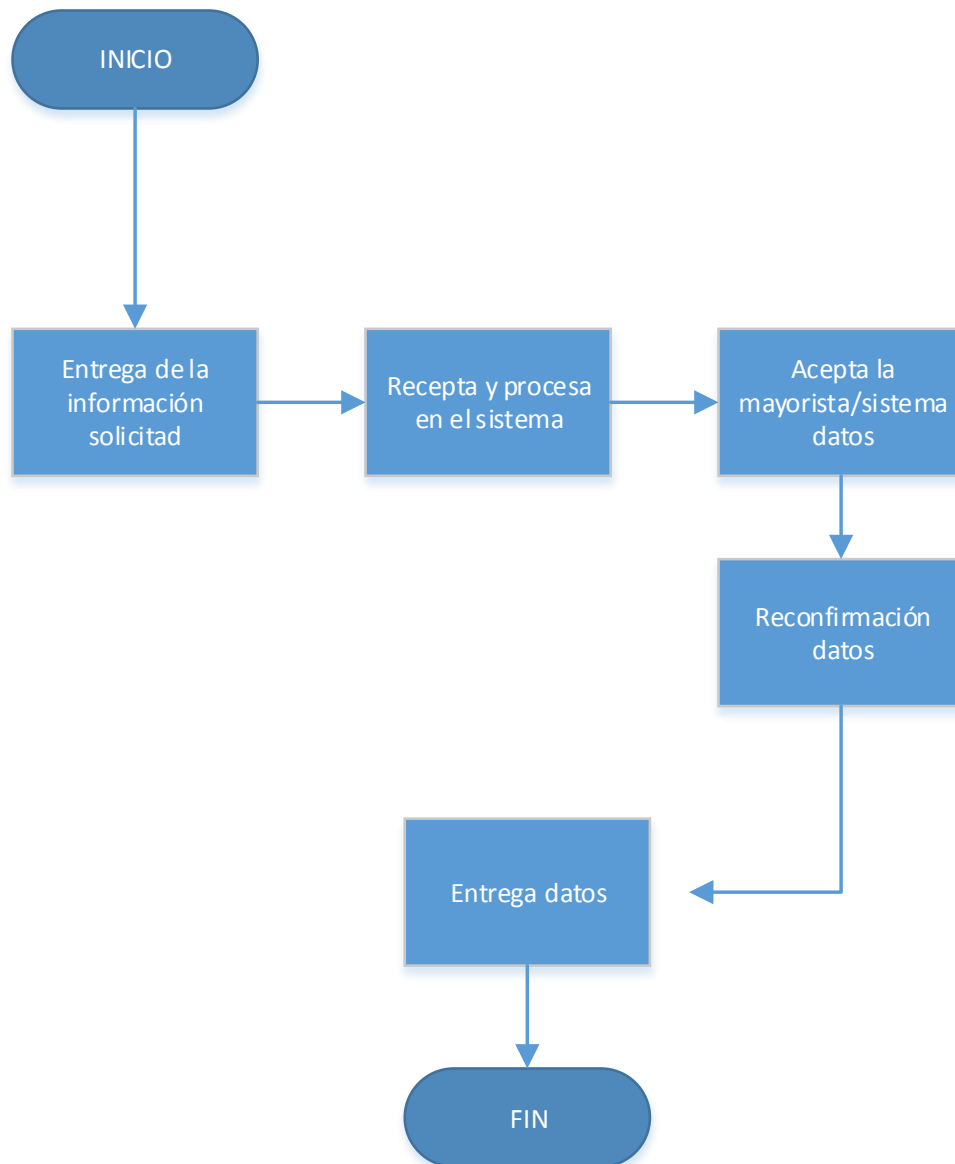 INICIO
Entrega de la
información
solicitad
Recepta y procesa
en el sistema
Acepta la
mayorista/sistema
datos
Reconfirmación
datos
Entrega datos
FIN